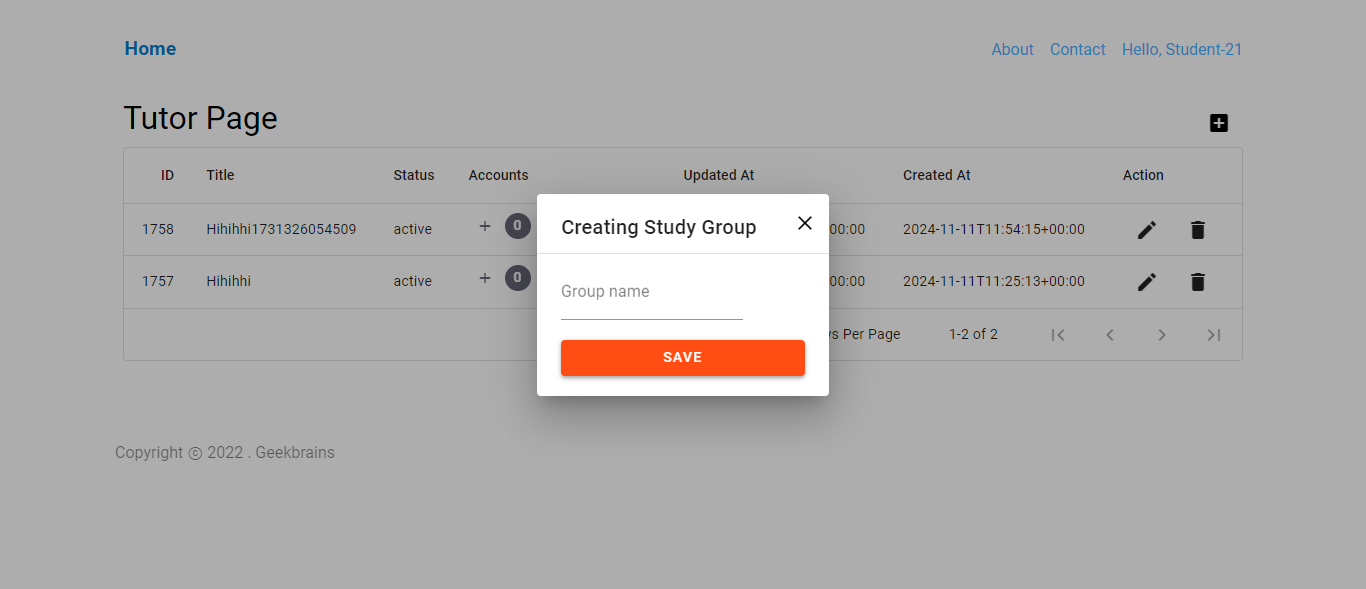 Home About Contact Hello, Student-21
Tutor Page
ID Title Status Accounts Updated At Created At Action
Creating Study Group
1758 Hihihhi1731326054509 active + 0 00:00 2024-11-11T11:54:15+00:00
1757 Hihihhi active + 0 00:00 2024-11-11T11:25:13+00:00
Group name
Per Page 1-2 of 2
SAVE
Copyright © 2022 . Geekbrains